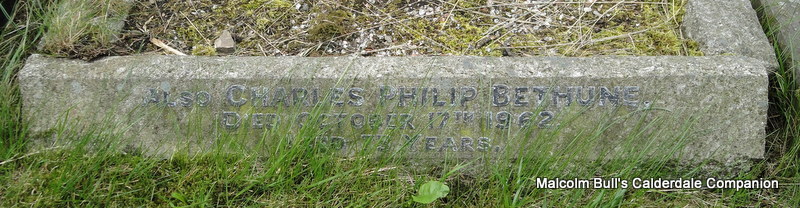 ALSO CHARLES PHILIP BETHUNE,
DIED OCTOBER 17TH 1962
YEARS.
Malcolm Bull's Calderdale Companion